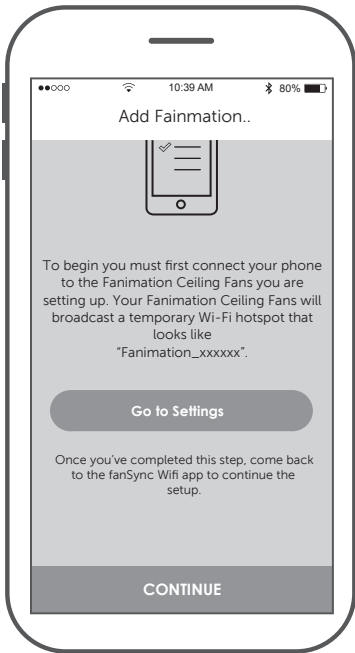 10:39 AM
80%
Add Fainmation..
To begin you must first connect your phone
to the Fanimation Ceiling Fans you are
setting up. Your Fanimation Ceiling Fans will
broadcast a temporary Wi-Fi hotspot that
looks like
“Fanimation_xxxxxx”.
Go to Settings
Once you’ve completed this step, come back
to the fanSync Wifi app to continue the
setup.
CONTINUE